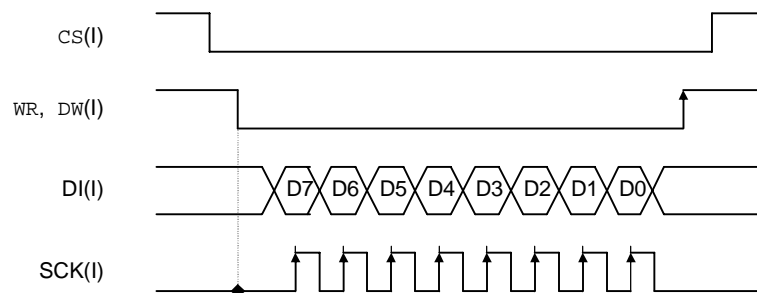 CS(I)
WR, DW(I)
DI(I) D7 D6 D5 D4 D3 D2 D1 D0
SCK(I)